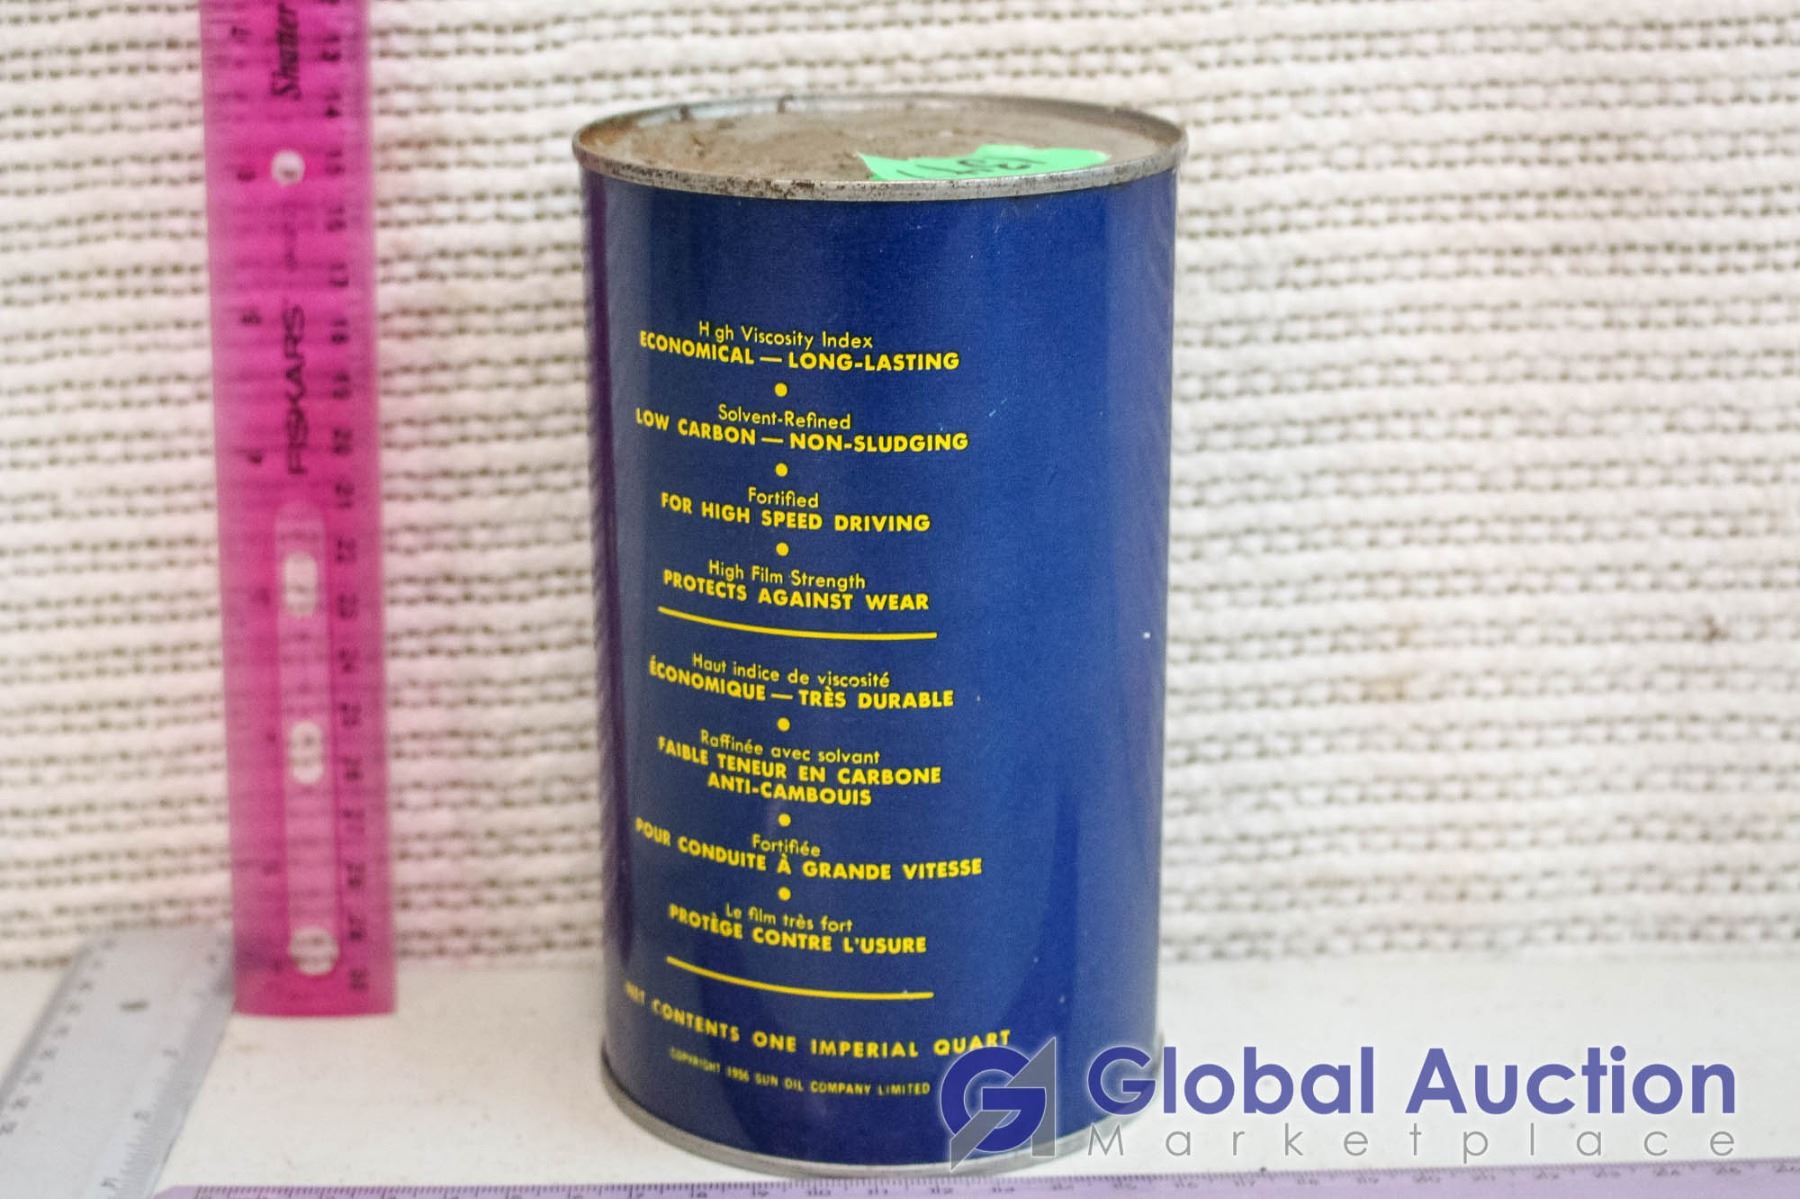 H gh Viscosity Index
ECONOMICAL — LONG-LASTING
Solvent-Refined
LOW CARBON — NON-SLUDGING
Fortified
FOR HIGH SPEED DRIVING
High Film Strength
PROTECTS AGAINST WEAR
Haut indice de viscosité
ÉCONOMIQUE — TRÈS DURABLE
Raffinée avec solvant
FAIBLE TENEUR EN CARBONE
ANTI-CAMBOUIS
Fortifiée
POUR CONDUITE À GRANDE VITESSE
Le film très fort
PROTÈGE CONTRE L'USURE
NET CONTENTS ONE IMPERIAL QUART
COPYRIGHT 1956 SUN OIL COMPANY LIMITED
FISKARS
Shatter
Global Auction
Marketplace